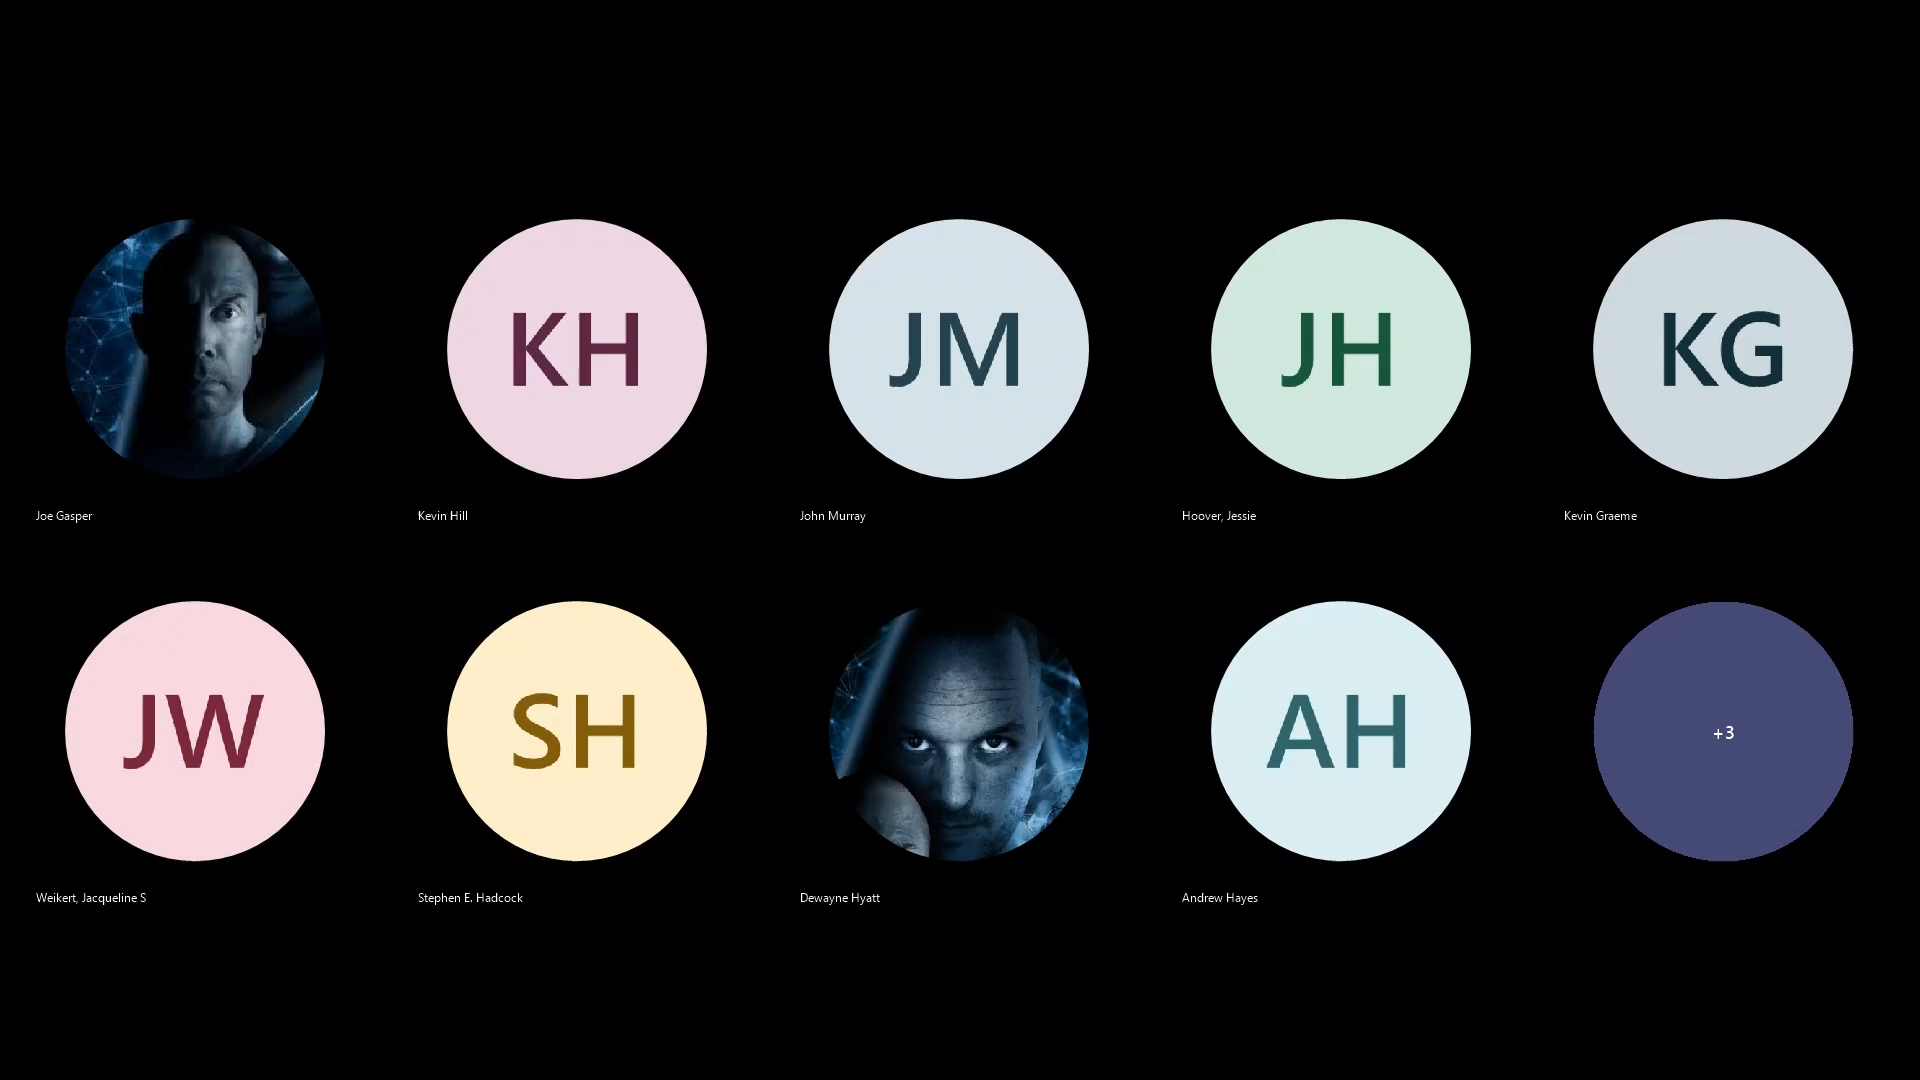 KH
JM
JH
KG
Joe Gasper
Kevin Hill
John Murray
Hoover, Jessie
Kevin Graeme
JW
SH
AH
+3
Weikert, Jacqueline S
Stephen E. Hadcock
Dewayne Hyatt
Andrew Hayes